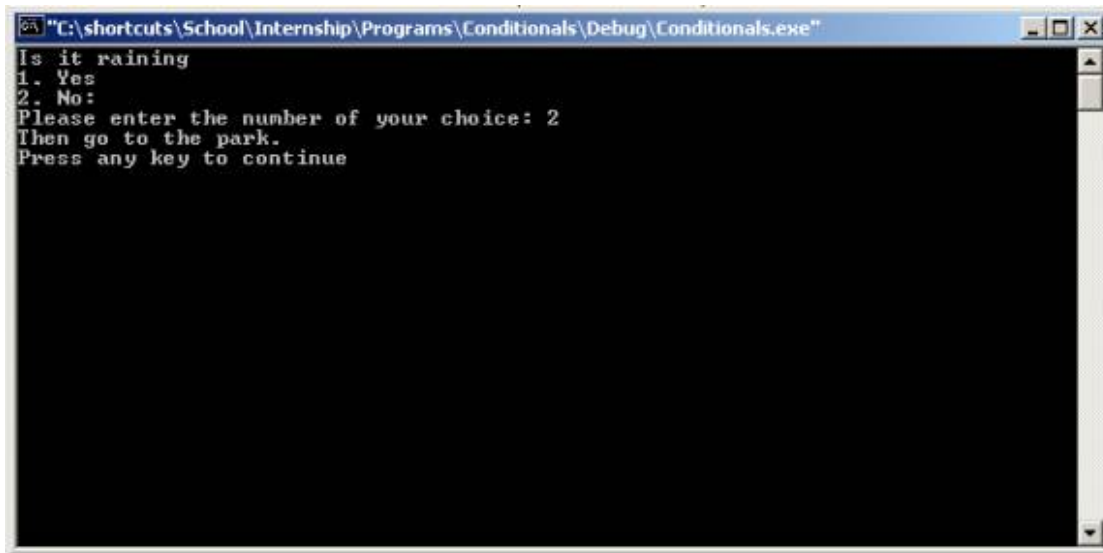 "C:\shortcuts\School\Internship\Programs\Conditionals\Debug\Conditionals.exe"
Is it raining
1. Yes
2. No:
Please enter the number of your choice: 2
Then go to the park.
Press any key to continue